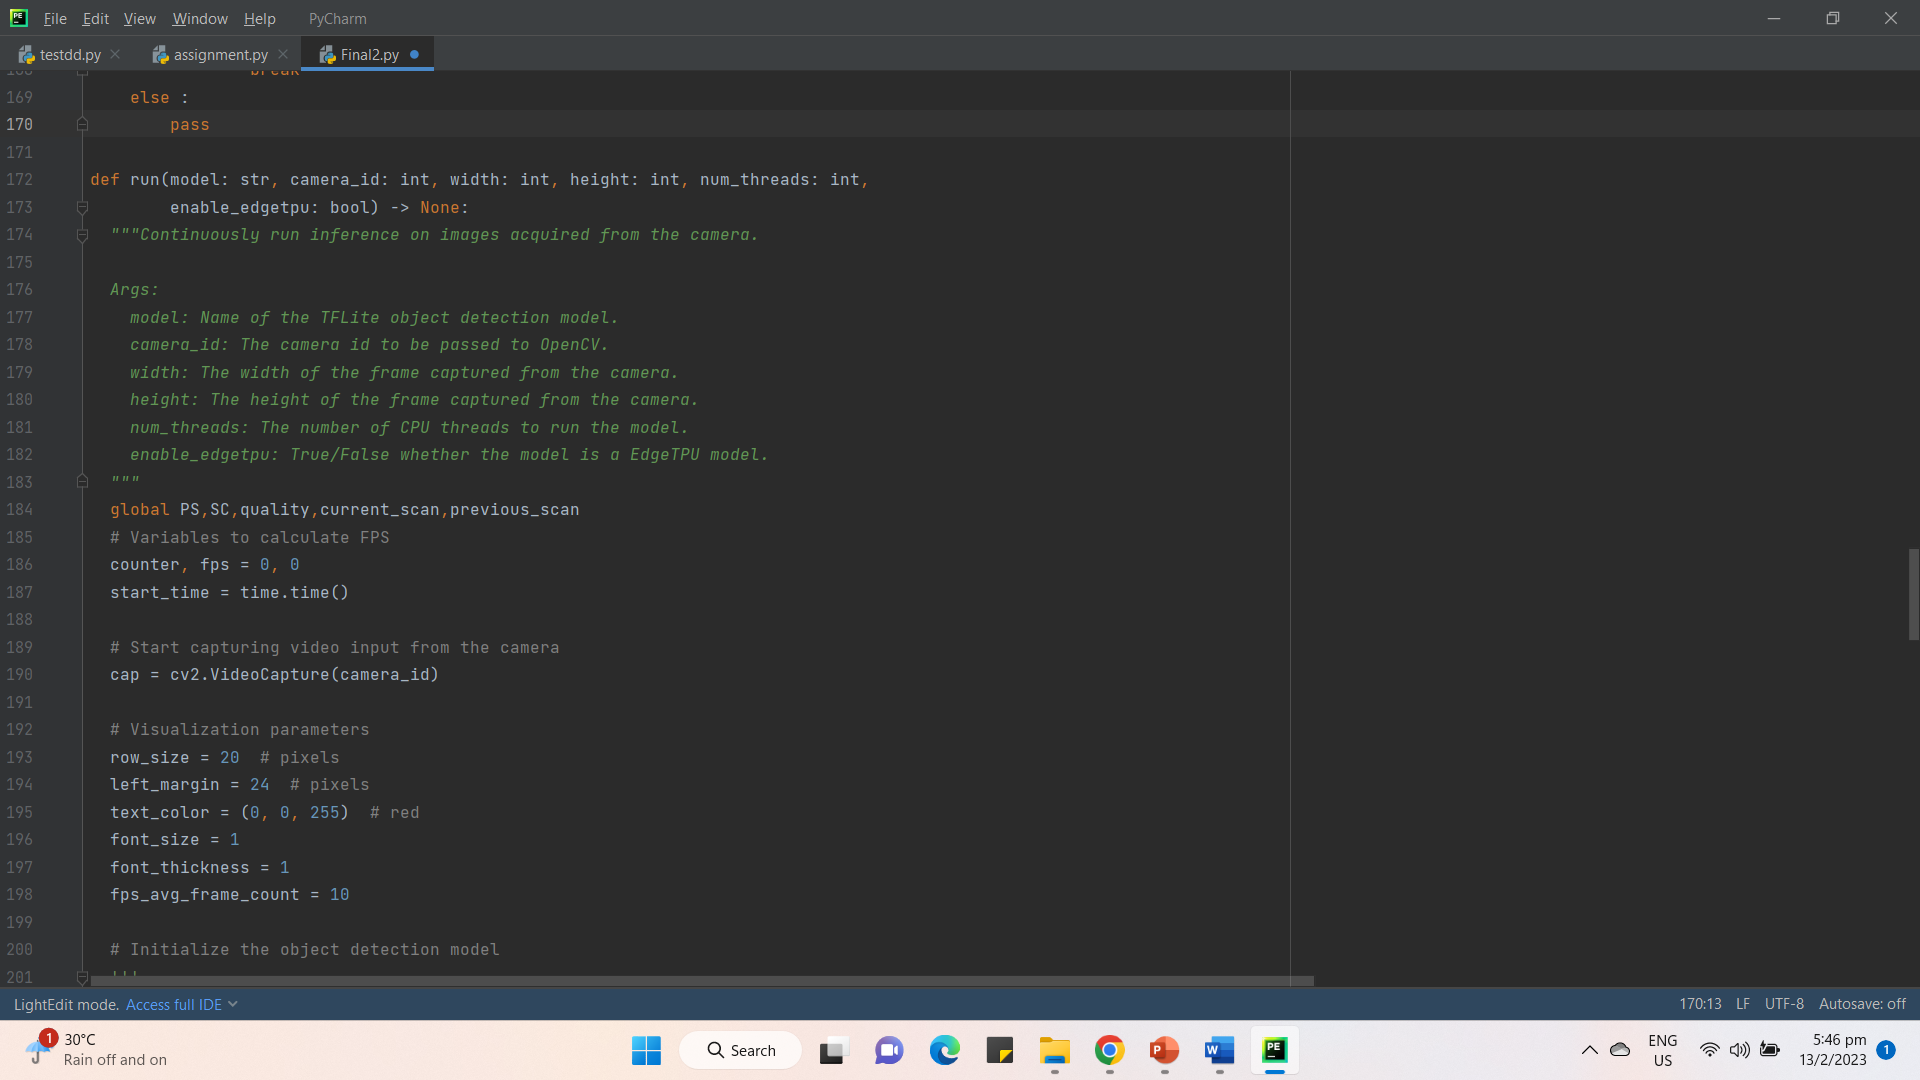 File Edit View Window Help PyCharm
testdd.py assignment.py Final2.py
168 break
169 else :
170 pass
171
172 def run(model: str, camera_id: int, width: int, height: int, num_threads: int,
173 enable_edgetpu: bool) -> None:
174 """Continuously run inference on images acquired from the camera.
175
176 Args:
177 model: Name of the TFLite object detection model.
178 camera_id: The camera id to be passed to OpenCV.
179 width: The width of the frame captured from the camera.
180 height: The height of the frame captured from the camera.
181 num_threads: The number of CPU threads to run the model.
182 enable_edgetpu: True/False whether the model is a EdgeTPU model.
183 """
184 global PS,SC,quality,current_scan,previous_scan
185 # Variables to calculate FPS
186 counter, fps = 0, 0
187 start_time = time.time()
188
189 # Start capturing video input from the camera
190 cap = cv2.VideoCapture(camera_id)
191
192 # Visualization parameters
193 row_size = 20  # pixels
194 left_margin = 24  # pixels
195 text_color = (0, 0, 255)  # red
196 font_size = 1
197 font_thickness = 1
198 fps_avg_frame_count = 10
199
200 # Initialize the object detection model
201 '''
LightEdit mode. Access full IDE 170:13 LF UTF-8 Autosave: off
1 30°C
Rain off and on
Search
ENG
US
5:46 pm
13/2/2023
1